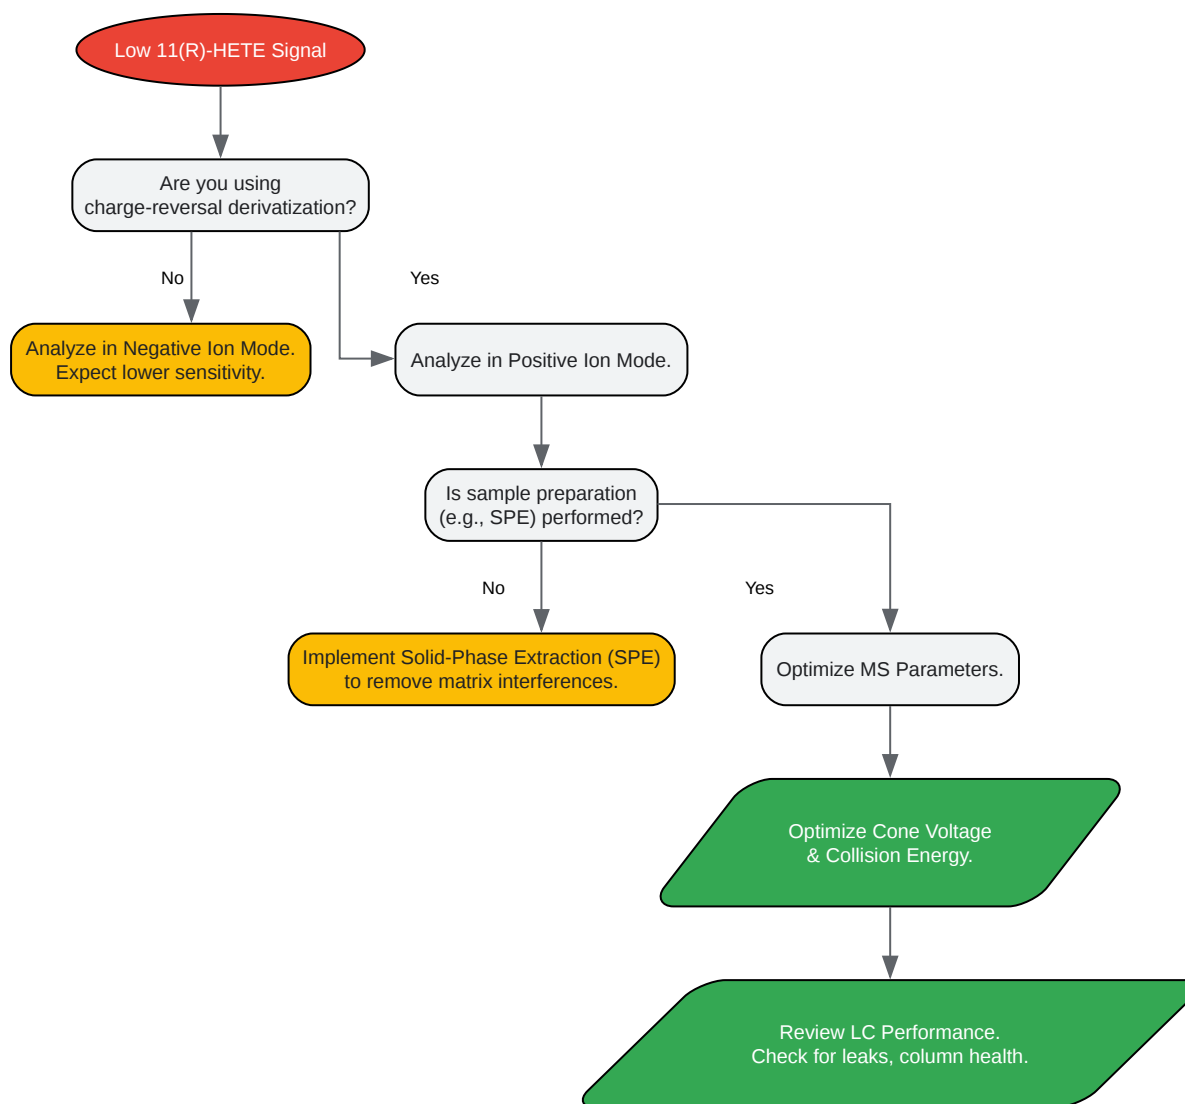 Low 11(R)-HETE Signal
Are you using
charge-reversal derivatization?
No
Yes
Analyze in Negative Ion Mode.
Expect lower sensitivity.
Analyze in Positive Ion Mode.
Is sample preparation
(e.g., SPE) performed?
No
Yes
Implement Solid-Phase Extraction (SPE)
to remove matrix interferences.
Optimize MS Parameters.
Optimize Cone Voltage
& Collision Energy.
Review LC Performance.
Check for leaks, column health.